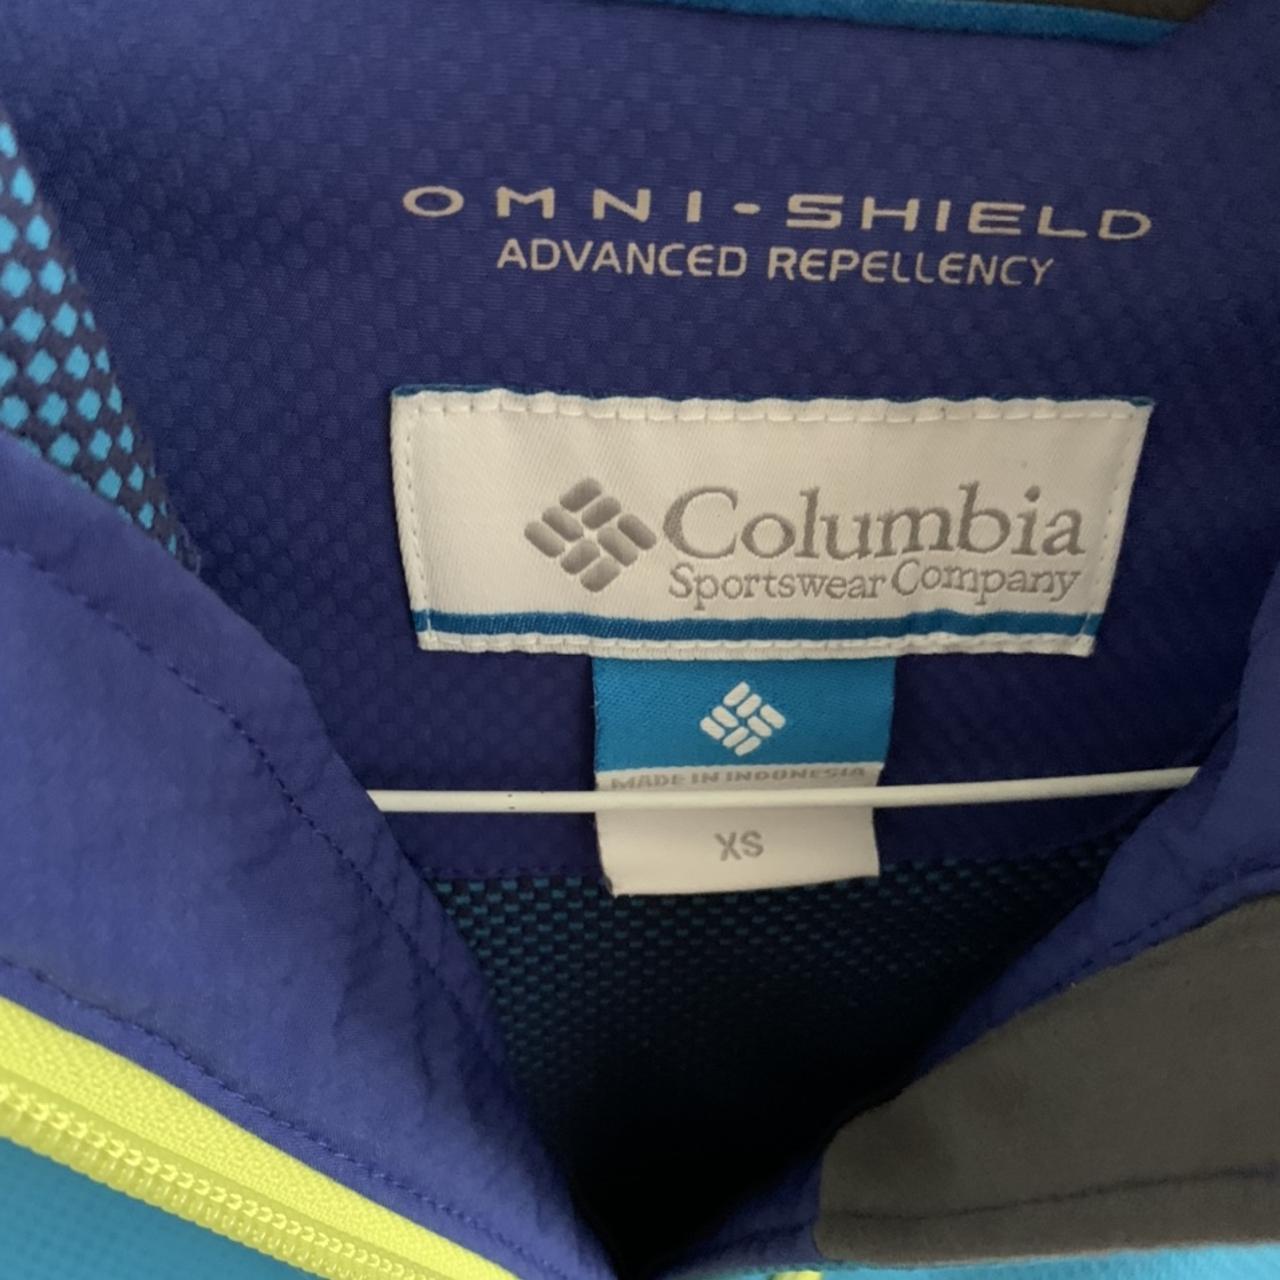 OMNI-SHIELD
ADVANCED REPELLENCY
Columbia
Sportswear Company
MADE IN INDONESIA
XS